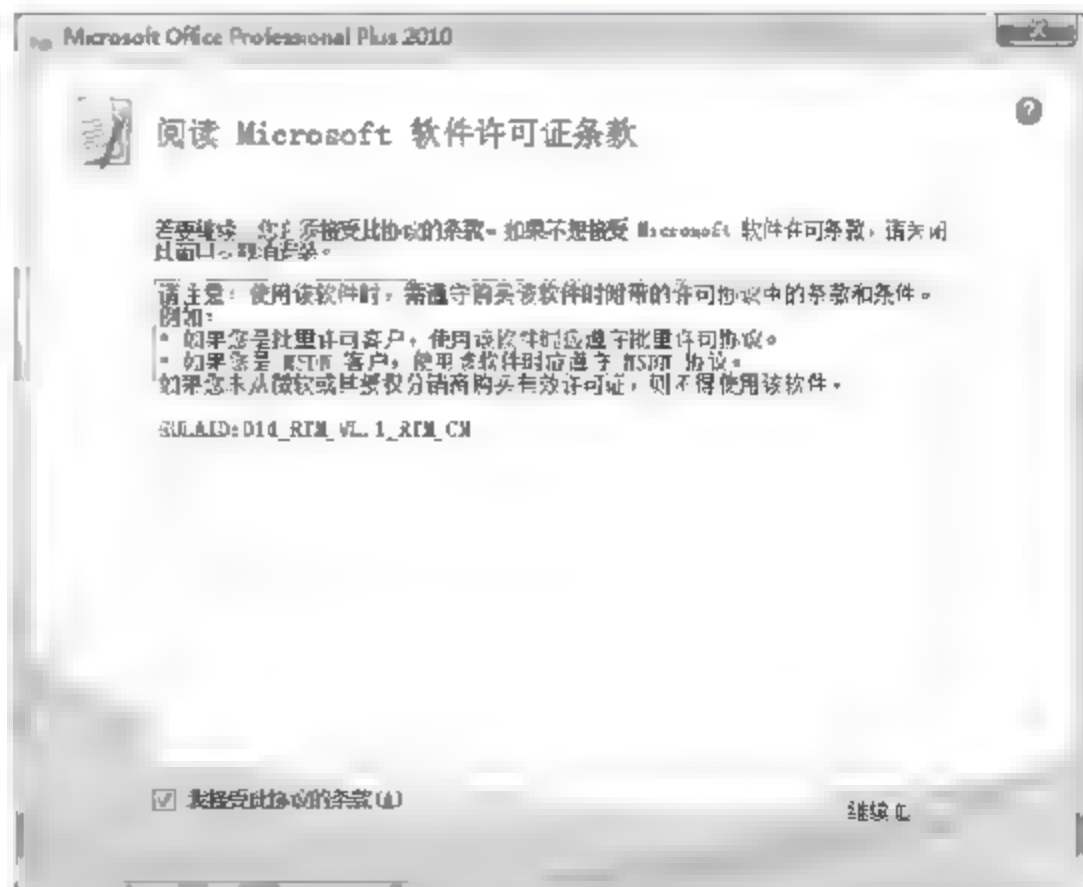 Microsoft Office Professional Plus 2010
阅读 Microsoft 软件许可证条款
若要继续，您必须接受此协议的条款。如果不想接受 Microsoft 软件许可条款，请关闭
此窗口
请注意：使用该软件时，需遵守购买该软件时附带的许可协议中的条款和条件。
例如：
• 如果您是批量许可客户，使用该软件时应遵守批量许可协议。
• 如果您是 MSDN 客户，使用该软件时应遵守 MSDN 协议。
如果您未从微软或其授权分销商购买有效许可证，则不得使用该软件。
EULAID:O14_RTM_VL.1_RTM_CN
我接受此协议的条款(A)
继续